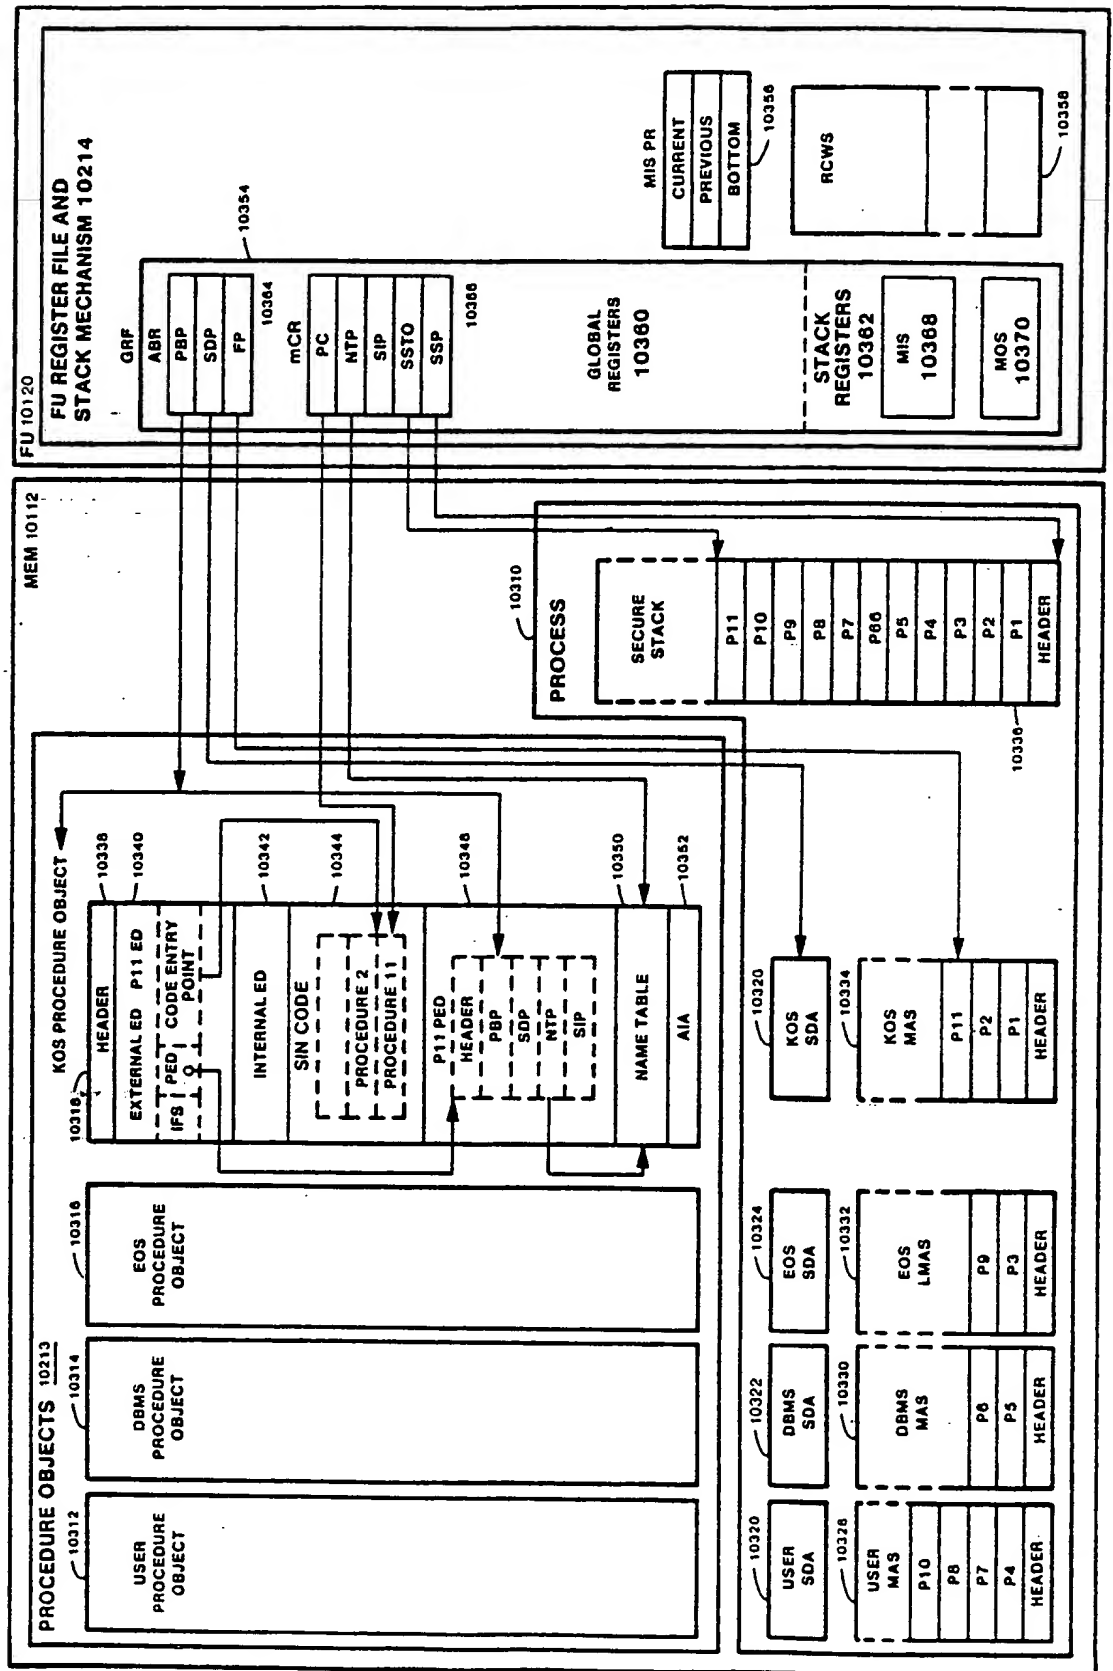 FU 10120
FU REGISTER FILE AND
STACK MECHANISM 10214
GRF
ABR
PBP
SDP
FP
10364
10354
mCR
PC
NTP
SIP
SSTO
SSP
10366
GLOBAL
REGISTERS
10360
STACK
REGISTERS
10362
MIS
10368
MOS
10370
MIS PR
CURRENT
PREVIOUS
BOTTOM
10356
RCWS
10358
MEM 10112
PROCEDURE OBJECTS 10213
10312
USER
PROCEDURE
OBJECT
10314
DBMS
PROCEDURE
OBJECT
10316
EOS
PROCEDURE
OBJECT
KOS PROCEDURE OBJECT
10318
HEADER
10338
EXTERNAL ED P11 ED
10340
IFS PED CODE ENTRY
POINT
INTERNAL ED
10342
SIN CODE
10344
PROCEDURE 2
PROCEDURE 11
P11 PED
HEADER
10348
PBP
SDP
NTP
SIP
NAME TABLE
10350
AIA
10352
10310
PROCESS
SECURE
STACK
P11
P10
P9
P8
P7
P66
P5
P4
P3
P2
P1
HEADER
10336
10320
USER
SDA
10322
DBMS
SDA
10324
EOS
SDA
10320
KOS
SDA
10328
USER
MAS
P10
P8
P7
P4
HEADER
10330
DBMS
MAS
P6
P5
HEADER
10332
EOS
LMAS
P9
P3
HEADER
10334
KOS
MAS
P11
P2
P1
HEADER